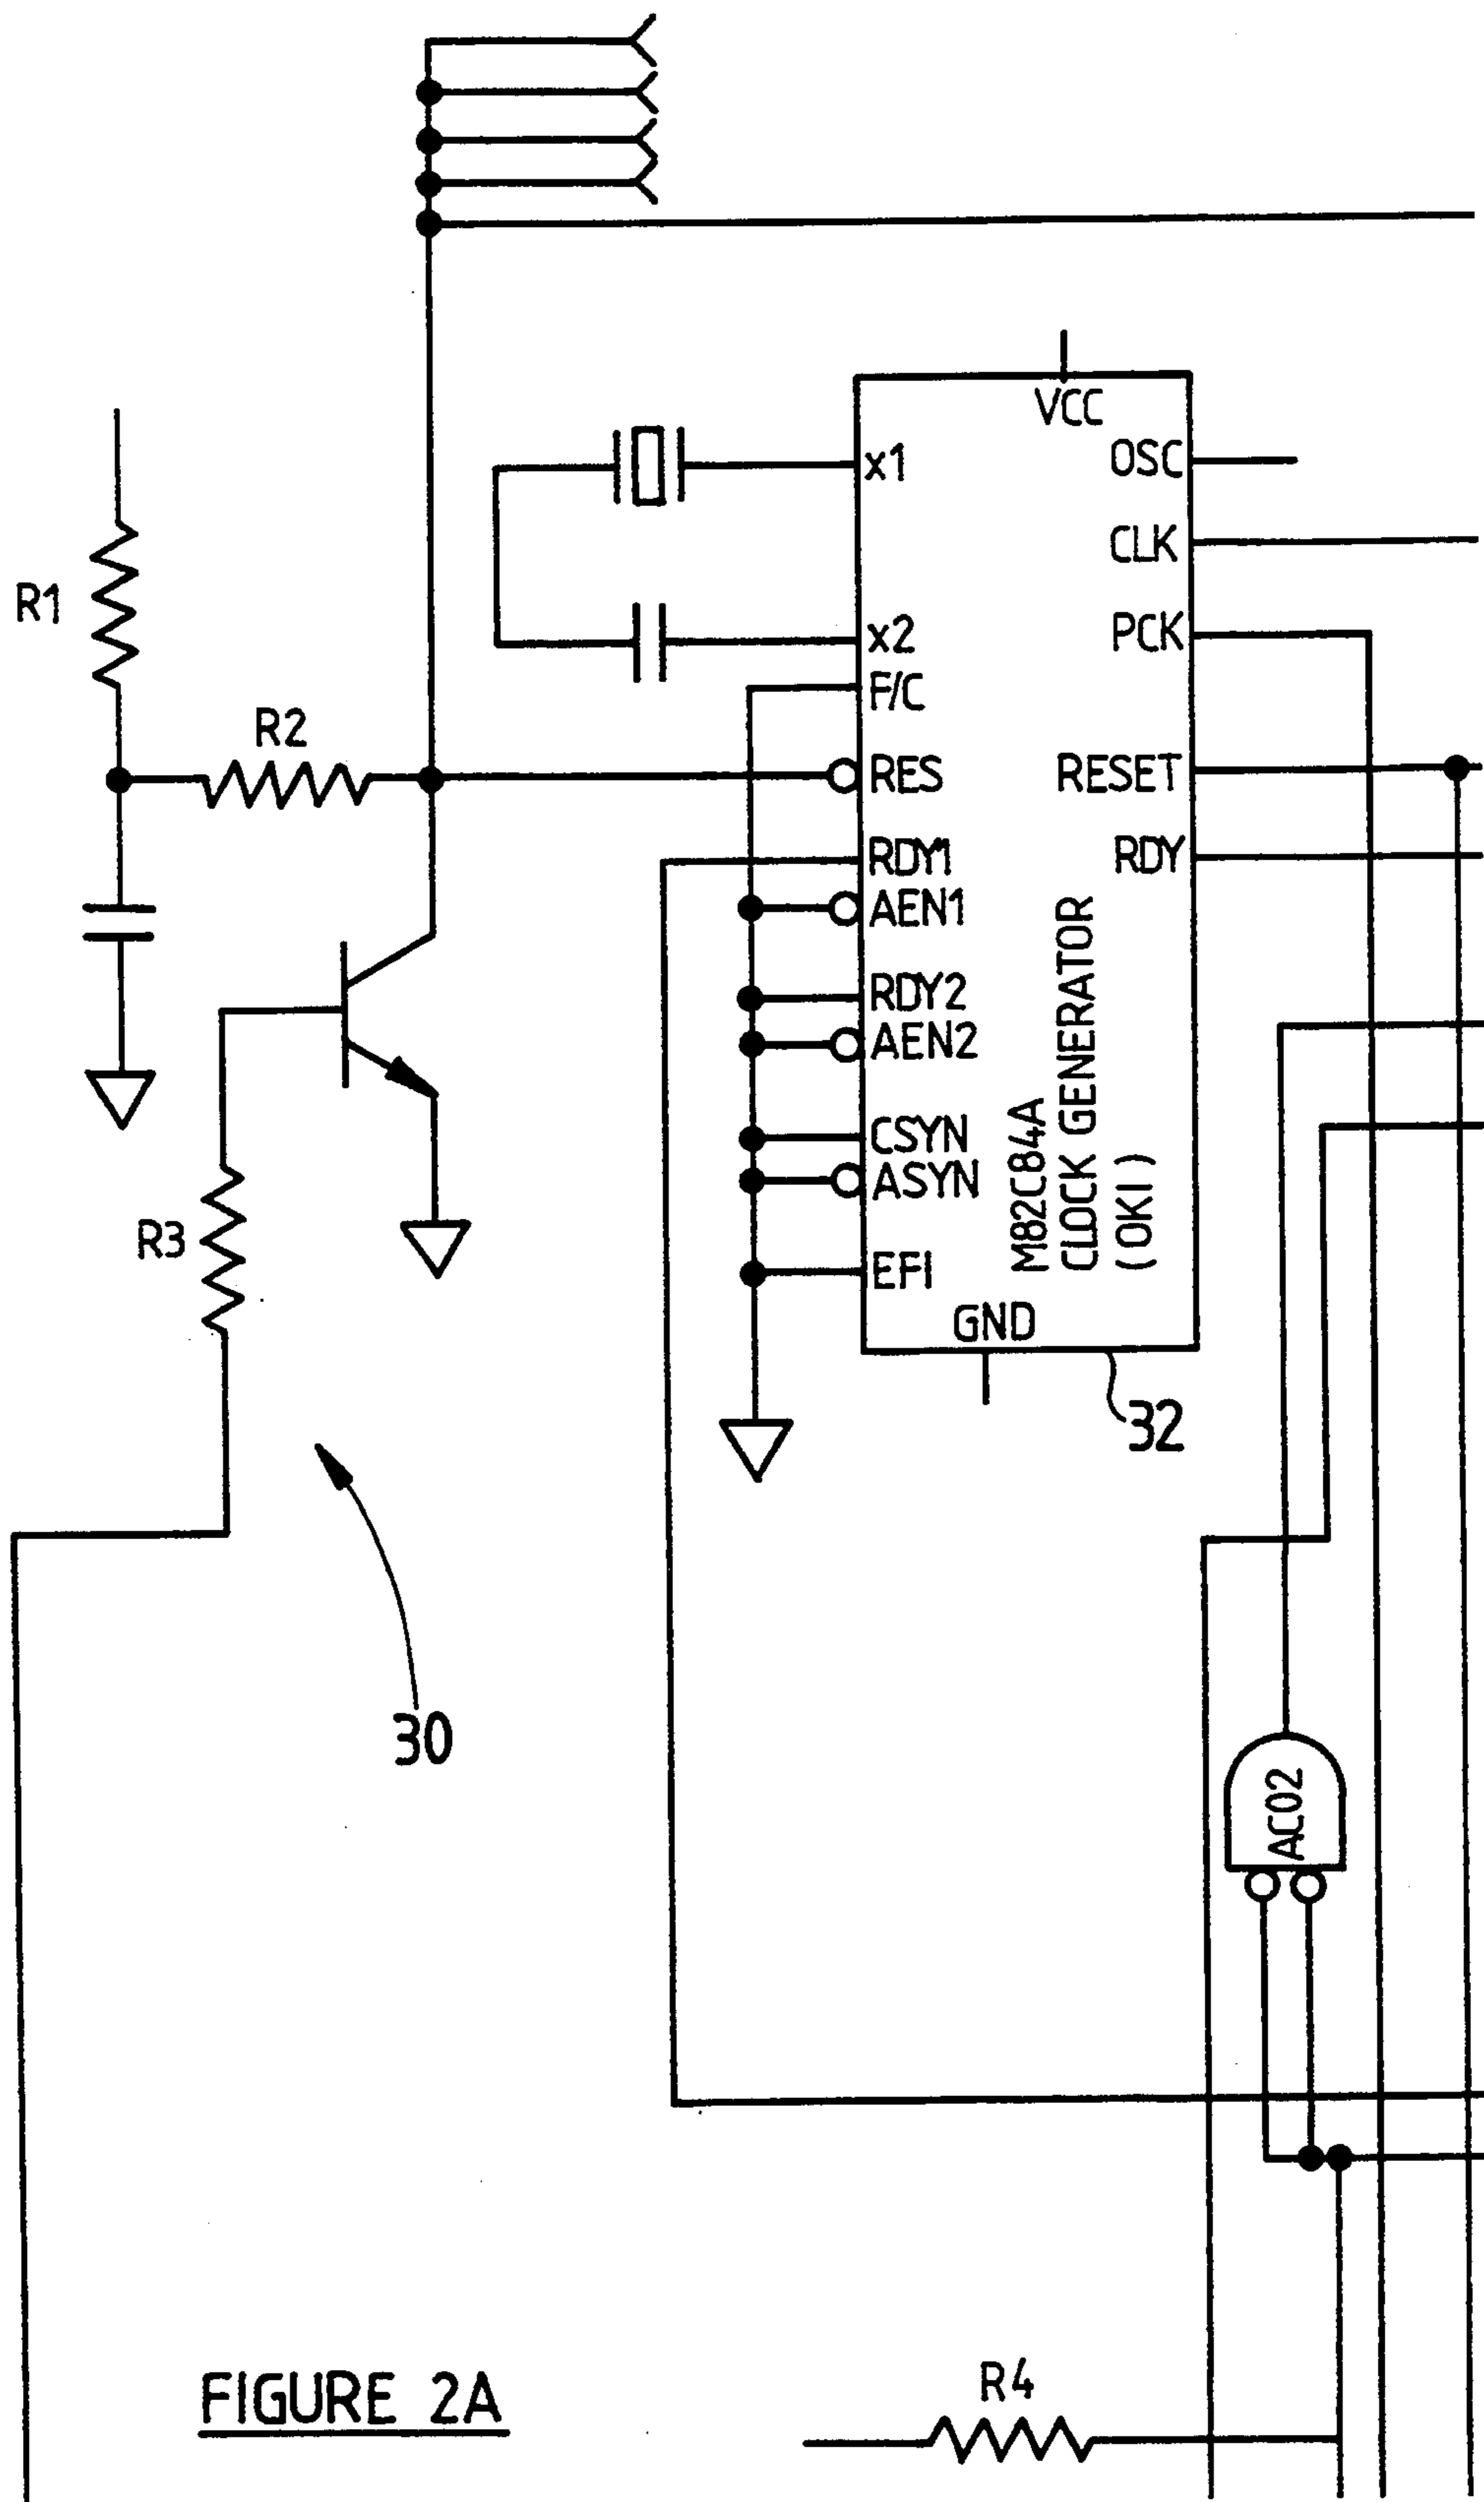 VCC
x1
OSC
CLK
R1
x2
PCK
F/C
R2
RES
RESET
RDY1
RDY
AEN1
RDY2
AEN2
CSYN
ASYN
M82C84A
CLOCK GENERATOR
(OKI)
R3
EFI
GND
32
30
AC02
R4
FIGURE 2A